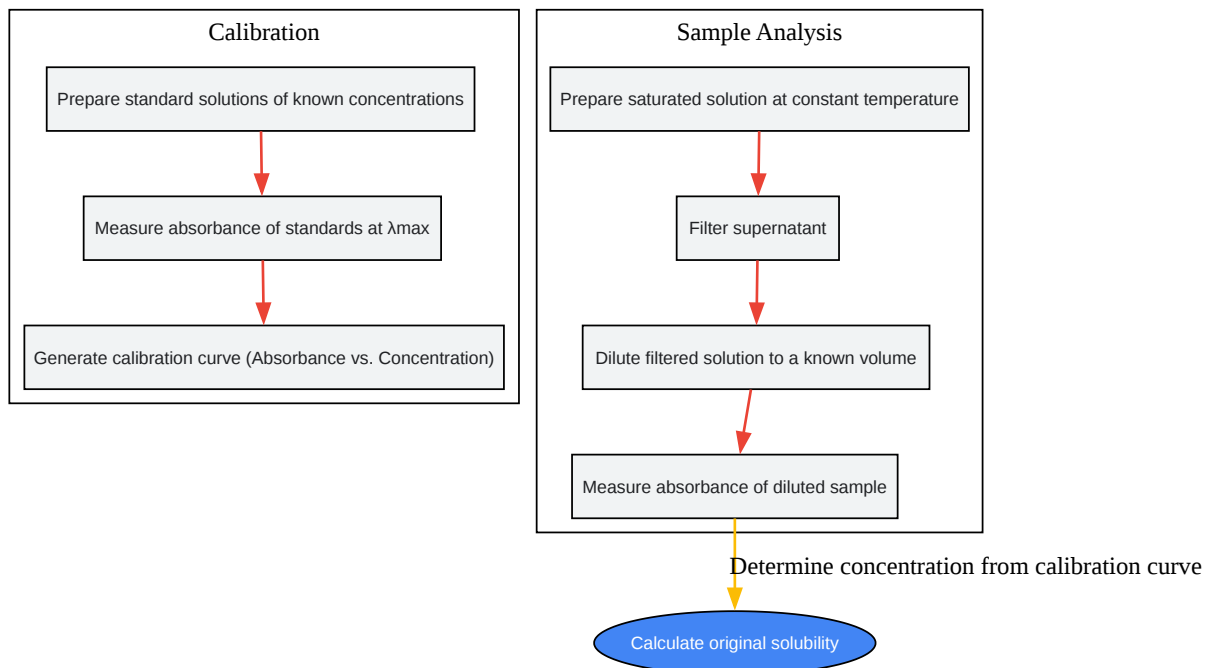 Calibration
Prepare standard solutions of known concentrations
Measure absorbance of standards at λmax
Generate calibration curve (Absorbance vs. Concentration)
Sample Analysis
Prepare saturated solution at constant temperature
Filter supernatant
Dilute filtered solution to a known volume
Measure absorbance of diluted sample
Determine concentration from calibration curve
Calculate original solubility